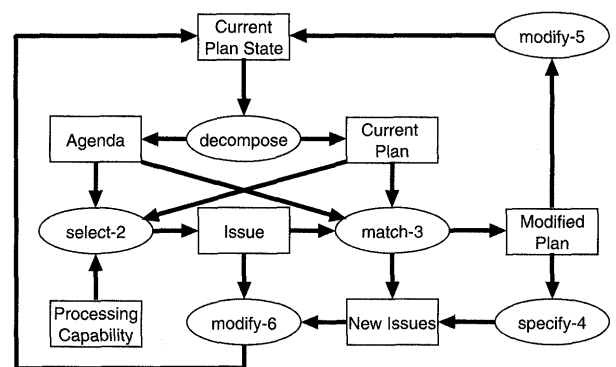 Current
Plan State
modify-5
Agenda
decompose
Current
Plan
select-2
Issue
match-3
Modified
Plan
Processing
Capability
modify-6
New Issues
specify-4